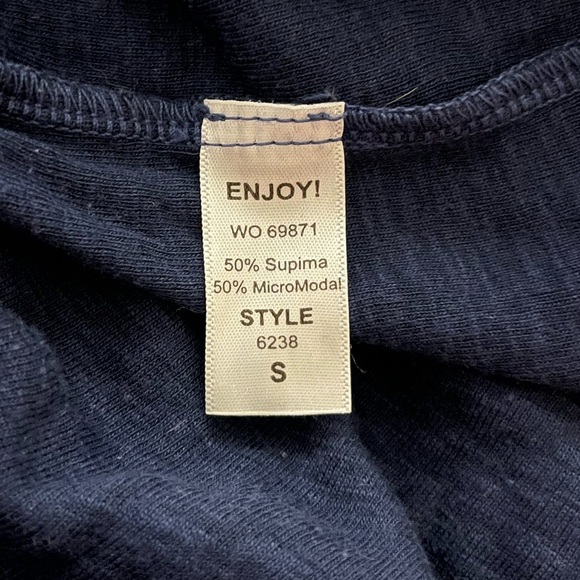 ENJOY!
WO 69871
50% Supima
50% MicroModal
STYLE
6238
S